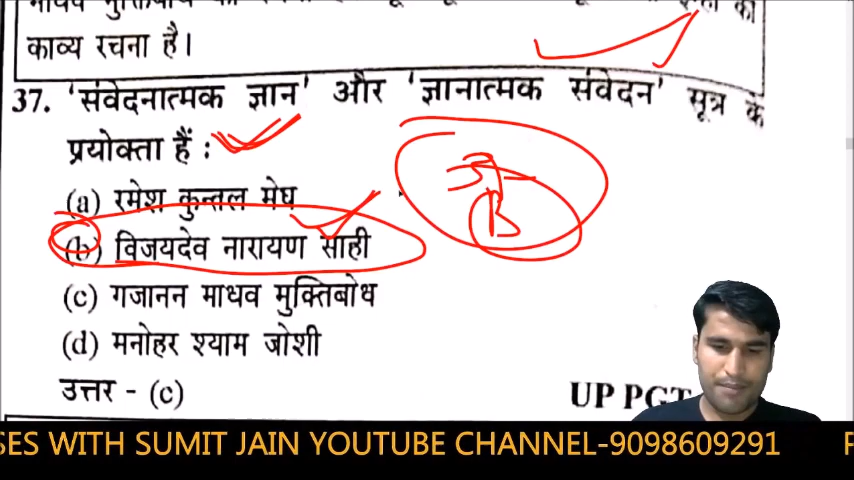 माधव मुक्तिबोध
काव्य रचना है।
37. 'संवेदनात्मक ज्ञान' और 'ज्ञानात्मक संवेदन' सूत्र के
प्रयोक्ता हैं :
(a) रमेश कुन्तल मेघ
(b) विजयदेव नारायण साही
B
(c) गजानन माधव मुक्तिबोध
(d) मनोहर श्याम जोशी
उत्तर - (c)
UP PGT
SES WITH SUMIT JAIN YOUTUBE CHANNEL-9098609291